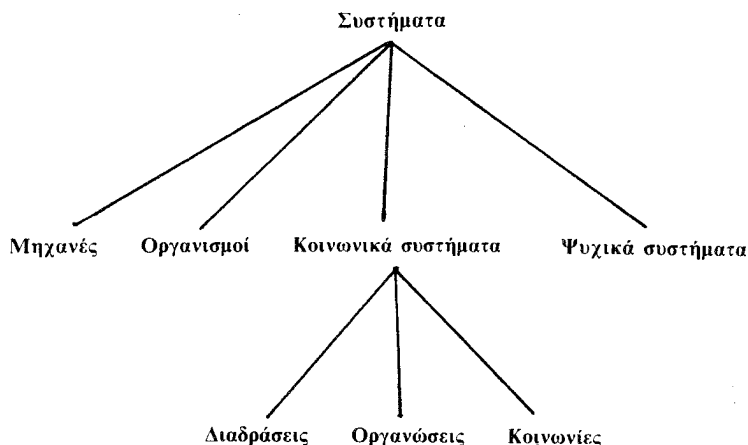 Συστήματα
Μηχανές Οργανισμοί Κοινωνικά συστήματα Ψυχικά συστήματα
Διαδράσεις Οργανώσεις Κοινωνίες